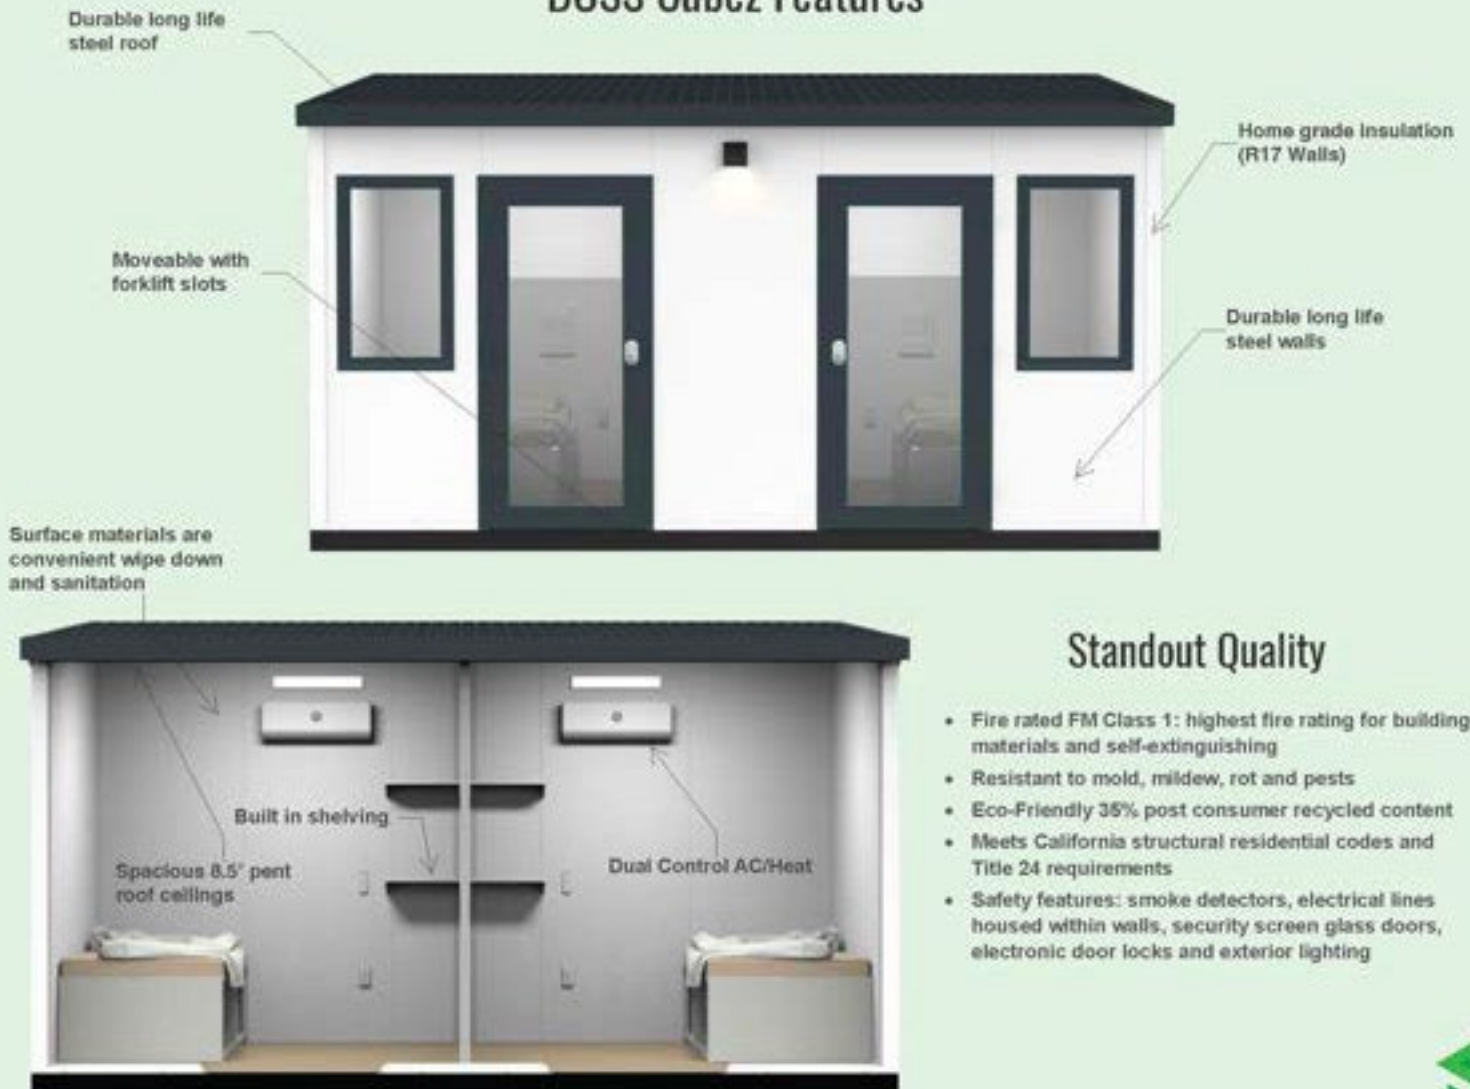 BOSS Cubez Features
Durable long life
steel roof
Home grade insulation
(R17 Walls)
Moveable with
forklift slots
Durable long life
steel walls
Surface materials are
convenient wipe down
and sanitation
Built in shelving
Spacious 8.5' pent
roof ceilings
Dual Control AC/Heat
Standout Quality
• Fire rated FM Class 1: highest fire rating for building
materials and self-extinguishing
• Resistant to mold, mildew, rot and pests
• Eco-Friendly 35% post consumer recycled content
• Meets California structural residential codes and
Title 24 requirements
• Safety features: smoke detectors, electrical lines
housed within walls, security screen glass doors,
electronic door locks and exterior lighting